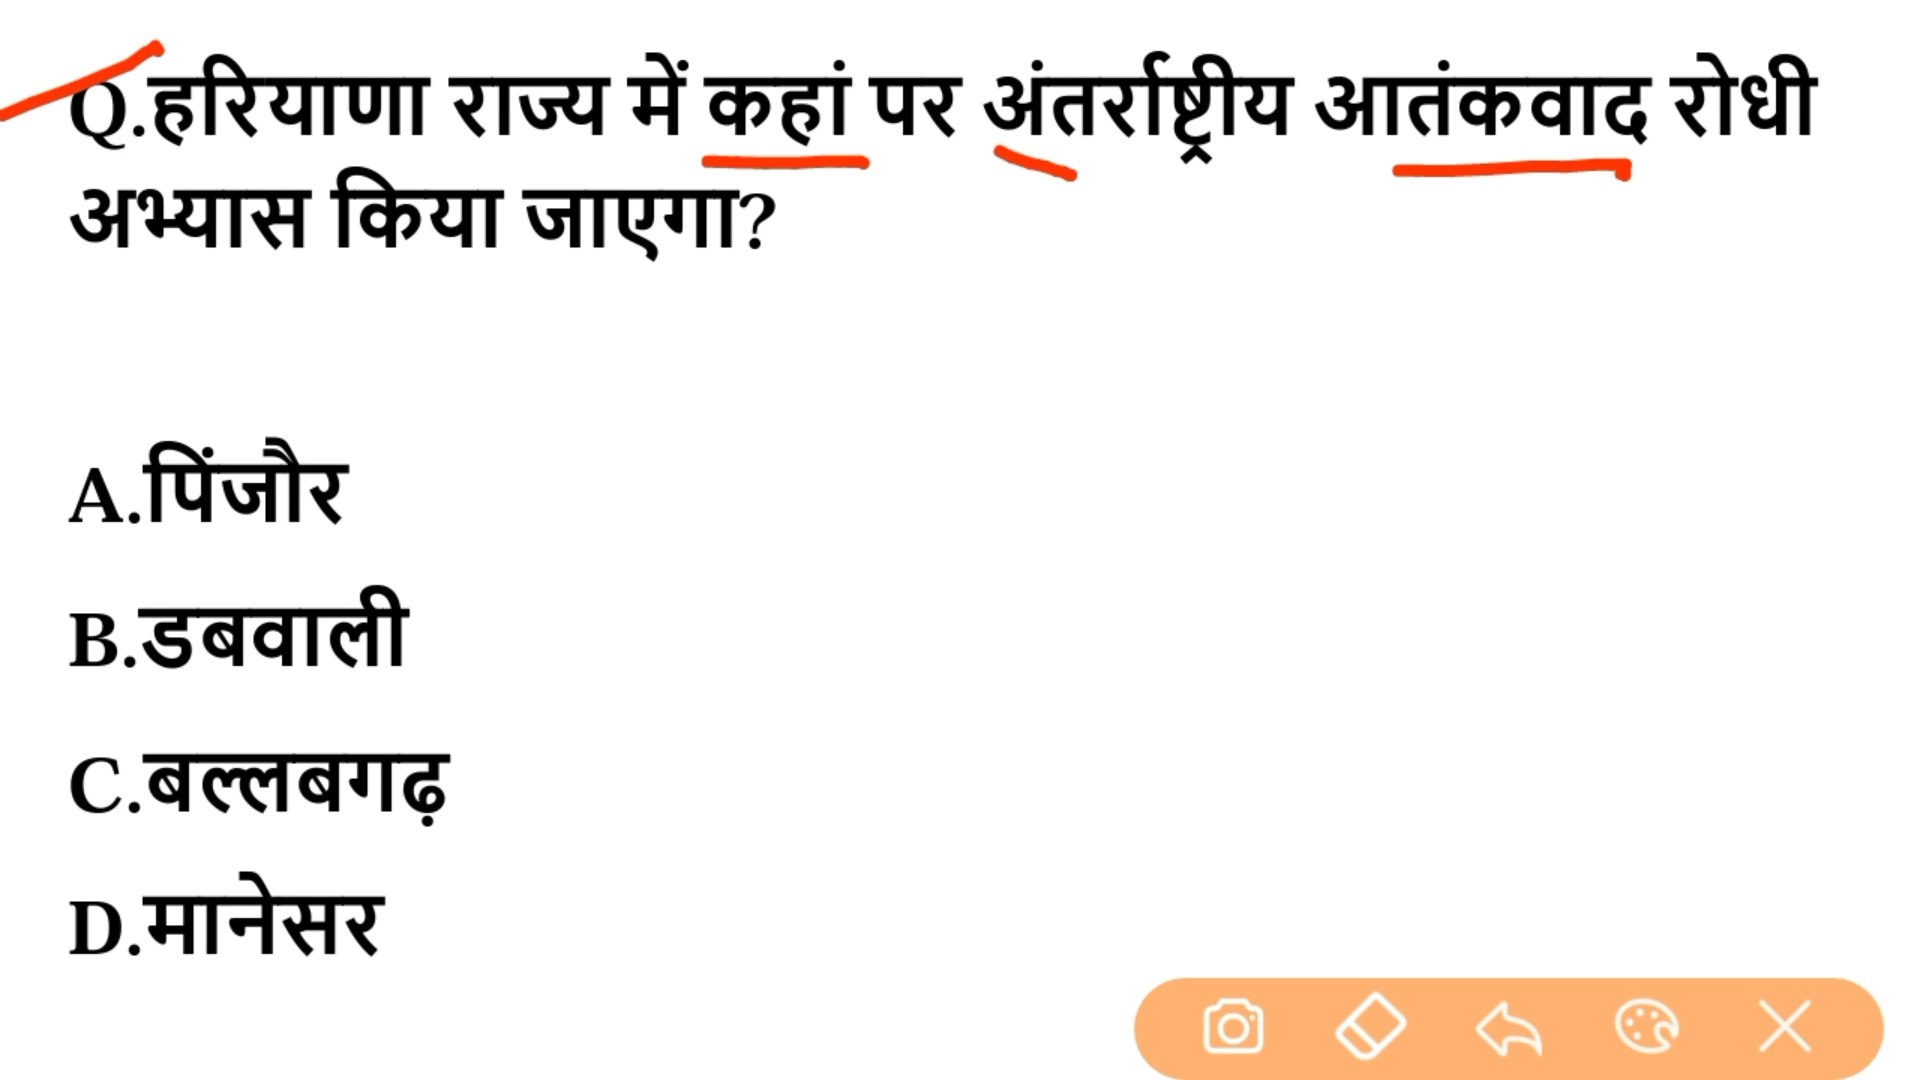 Q.हरियाणा राज्य में कहां पर अंतर्राष्ट्रीय आतंकवाद रोधी
अभ्यास किया जाएगा?
A.पिंजौर
B.डबवाली
C.बल्लबगढ़
D.मानेसर